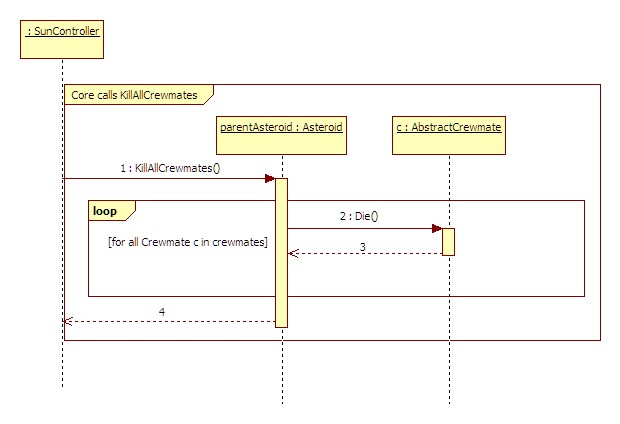 : SunController
Core calls KillAllCrewmates
parentAsteroid : Asteroid
c : AbstractCrewmate
1 : KillAllCrewmates()
loop
2 : Die()
[for all Crewmate c in crewmates]
3
4